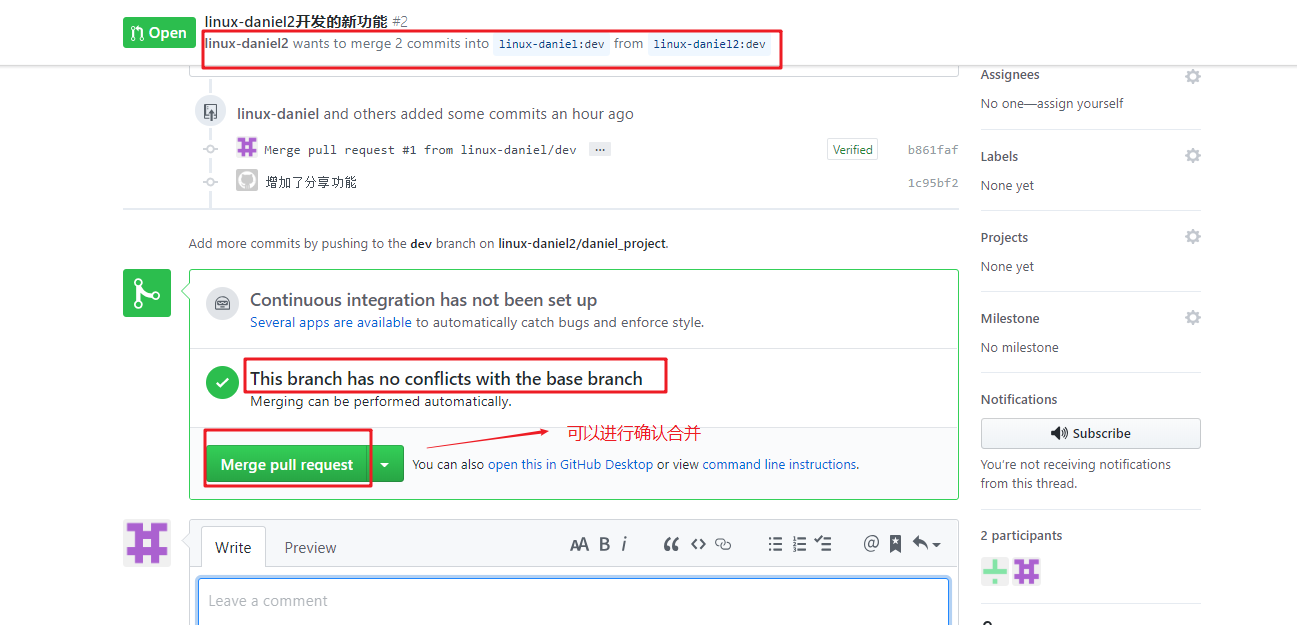 Open
linux-daniel2开发的新功能 #2
linux-daniel2 wants to merge 2 commits into linux-daniel:dev from linux-daniel2:dev
linux-daniel and others added some commits an hour ago
Merge pull request #1 from linux-daniel/dev ...
Verified
b861faf
增加了分享功能
1c95bf2
Add more commits by pushing to the dev branch on linux-daniel2/daniel_project.
Continuous integration has not been set up
Several apps are available to automatically catch bugs and enforce style.
This branch has no conflicts with the base branch
Merging can be performed automatically.
可以进行确认合并
Merge pull request
You can also open this in GitHub Desktop or view command line instructions.
Write
Preview
AA B i
Leave a comment
Assignees
No one—assign yourself
Labels
None yet
Projects
None yet
Milestone
No milestone
Notifications
Subscribe
You're not receiving notifications
from this thread.
2 participants